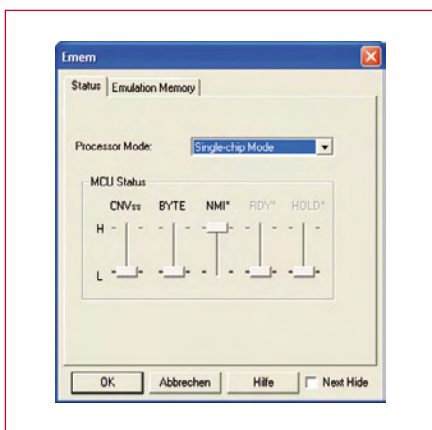 Emem
Status Emulation Memory
Processor Mode: Single-chip Mode
MCU Status
CNVss BYTE NMI* RDY* HOLD*
H
L
OK Abbrechen Hilfe Next Hide